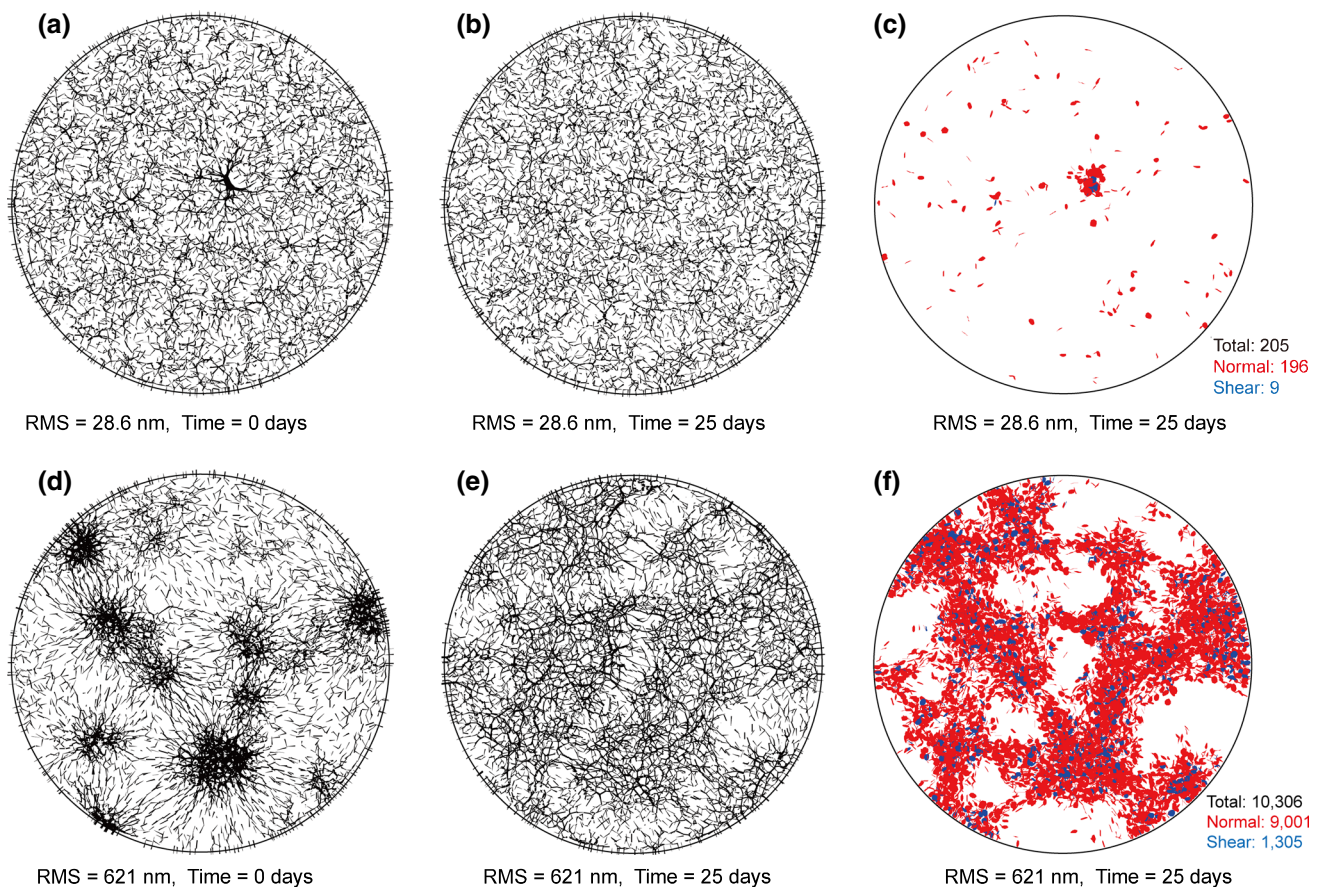 (a)
(b)
(c)
Total: 205
Normal: 196
Shear: 9
RMS = 28.6 nm, Time = 0 days
RMS = 28.6 nm, Time = 25 days
RMS = 28.6 nm, Time = 25 days
(d)
(e)
(f)
Total: 10,306
Normal: 9,001
Shear: 1,305
RMS = 621 nm, Time = 0 days
RMS = 621 nm, Time = 25 days
RMS = 621 nm, Time = 25 days